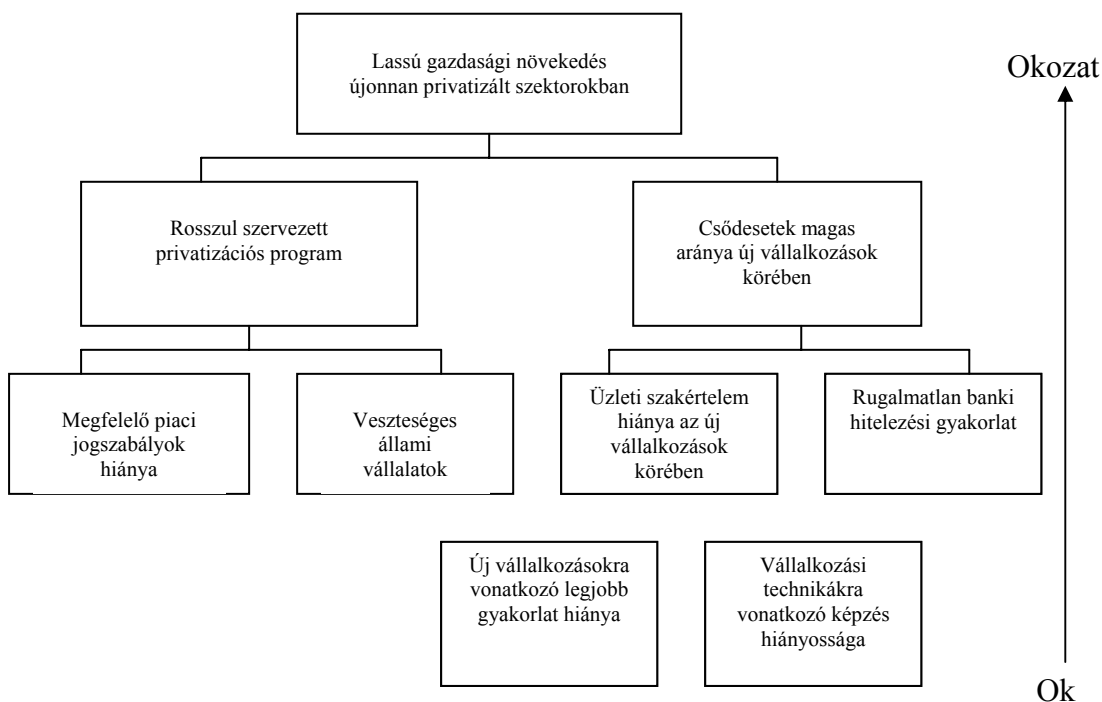 Lassú gazdasági növekedés
újonnan privatizált szektorokban
Okozat
Rosszul szervezett
privatizációs program
Csődesetek magas
aránya új vállalkozások
körében
Megfelelő piaci
jogszabályok
hiánya
Veszteséges
állami
vállalatok
Üzleti szakértelem
hiánya az új
vállalkozások
körében
Rugalmatlan banki
hitelezési gyakorlat
Új vállalkozásokra
vonatkozó legjobb
gyakorlat hiánya
Vállalkozási
technikákra
vonatkozó képzés
hiányossága
Ok